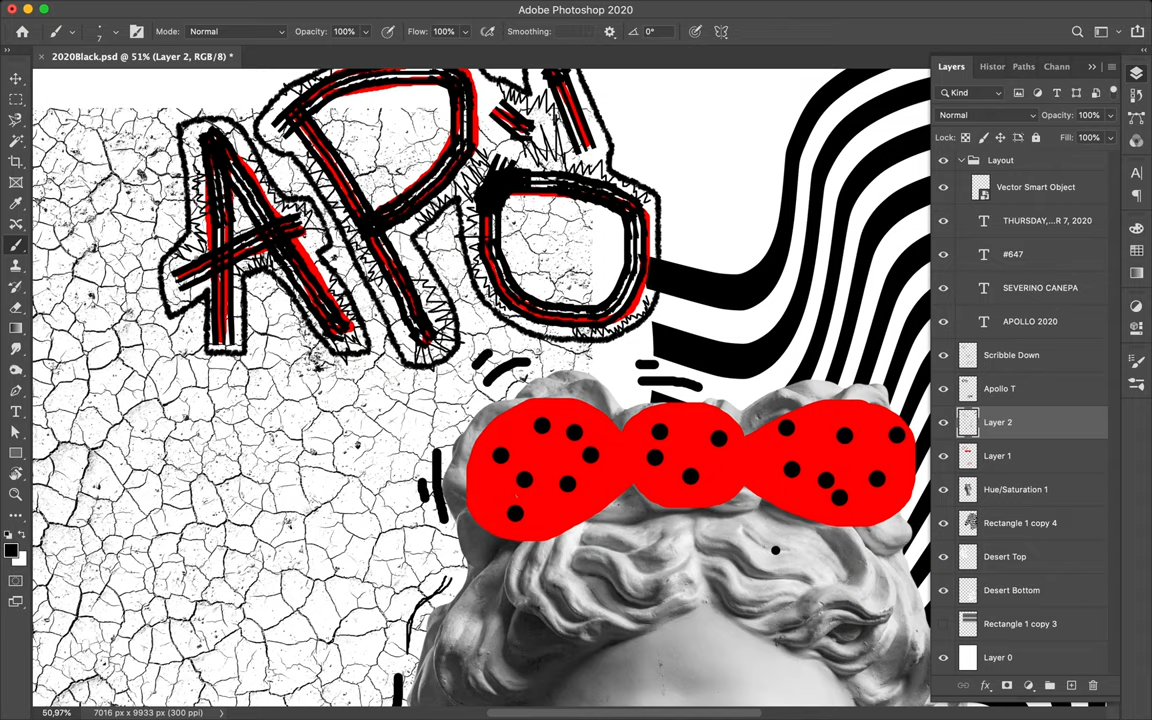 Adobe Photoshop 2020
7
Mode: Normal
Opacity: 100%
Flow: 100%
Smoothing:
0°
2020Black.psd @ 51% (Layer 2, RGB/8) *
Layers
Histor
Paths
Chann
Kind
Normal
Opacity: 100%
Lock:
Fill: 100%
Layout
Vector Smart Object
THURSDAY,...R 7, 2020
#647
SEVERINO CANEPA
APOLLO 2020
Scribble Down
Apollo T
Layer 2
Layer 1
Hue/Saturation 1
Rectangle 1 copy 4
Desert Top
Desert Bottom
Rectangle 1 copy 3
Layer 0
APO
50,97%
7016 px x 9933 px (300 ppi)